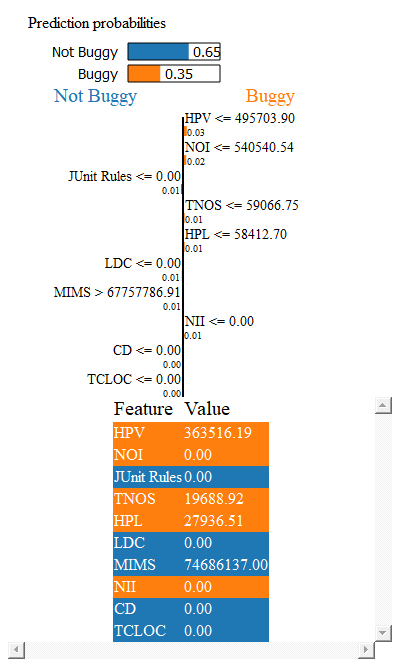 Prediction probabilities
Not Buggy 0.65
Buggy 0.35
Not Buggy Buggy
HPV <= 495703.90
0.03
NOI <= 540540.54
0.02
JUnit Rules <= 0.00
0.01
TNOS <= 59066.75
0.01
HPL <= 58412.70
0.01
LDC <= 0.00
0.01
MIMS > 67757786.91
0.01
NII <= 0.00
0.01
CD <= 0.00
0.00
TCLOC <= 0.00
0.00
Feature Value
HPV 363516.19
NOI 0.00
JUnit Rules 0.00
TNOS 19688.92
HPL 27936.51
LDC 0.00
MIMS 74686137.00
NII 0.00
CD 0.00
TCLOC 0.00